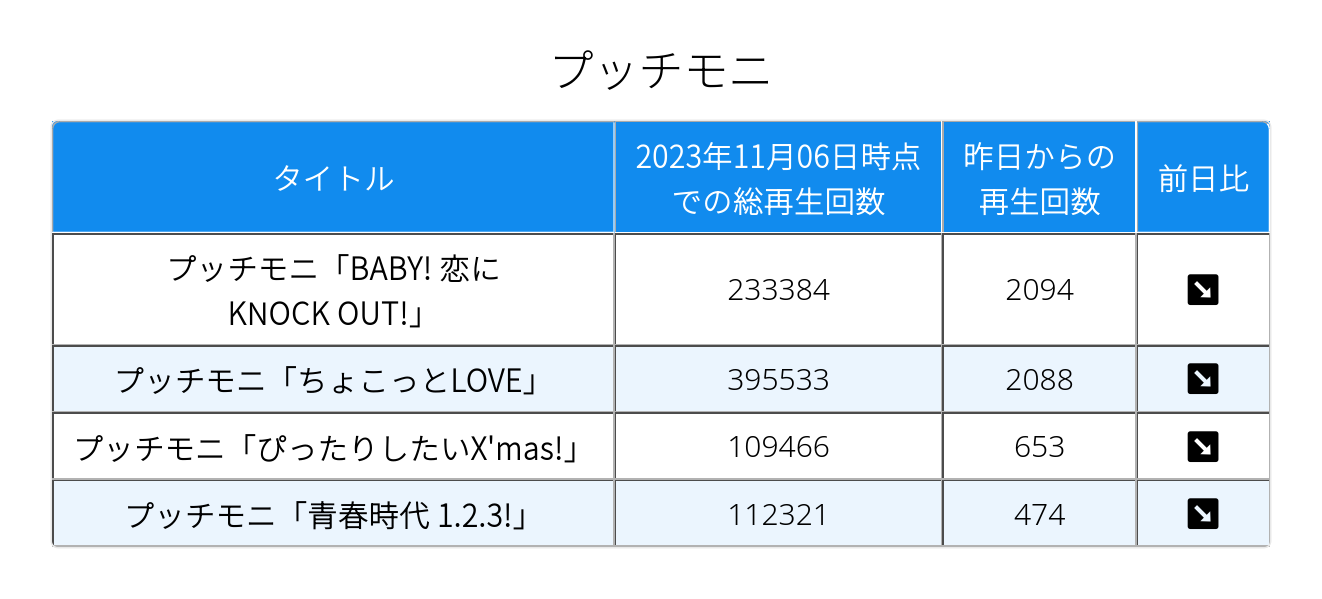 プッチモニ
タイトル
2023年11月06日時点
での総再生回数
昨日からの
再生回数
前日比
プッチモニ「BABY! 恋に
KNOCK OUT!」
233384
2094
プッチモニ「ちょこっとLOVE」
395533
2088
プッチモニ「ぴったりしたいX'mas!」
109466
653
プッチモニ「青春時代 1.2.3!」
112321
474